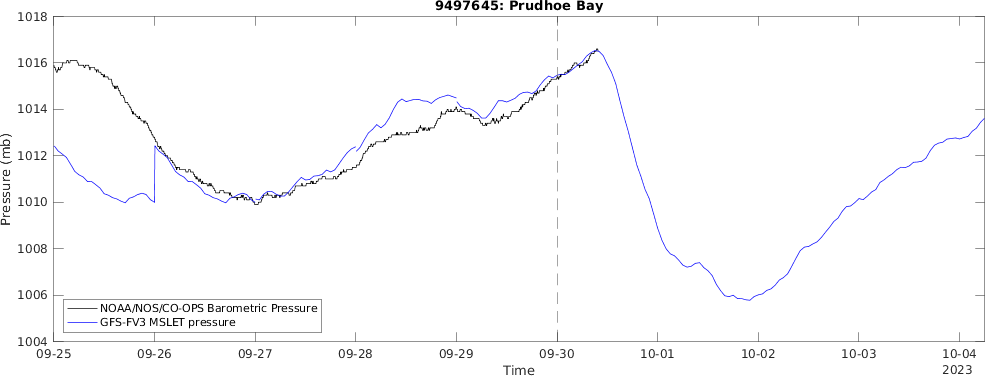 9497645: Prudhoe Bay
1018
1016
1014
1012
1010
1008
1006
1004
Pressure (mb)
NOAA/NOS/CO-OPS Barometric Pressure
GFS-FV3 MSLET pressure
09-25 09-26 09-27 09-28 09-29 09-30 10-01 10-02 10-03 10-04
Time
2023